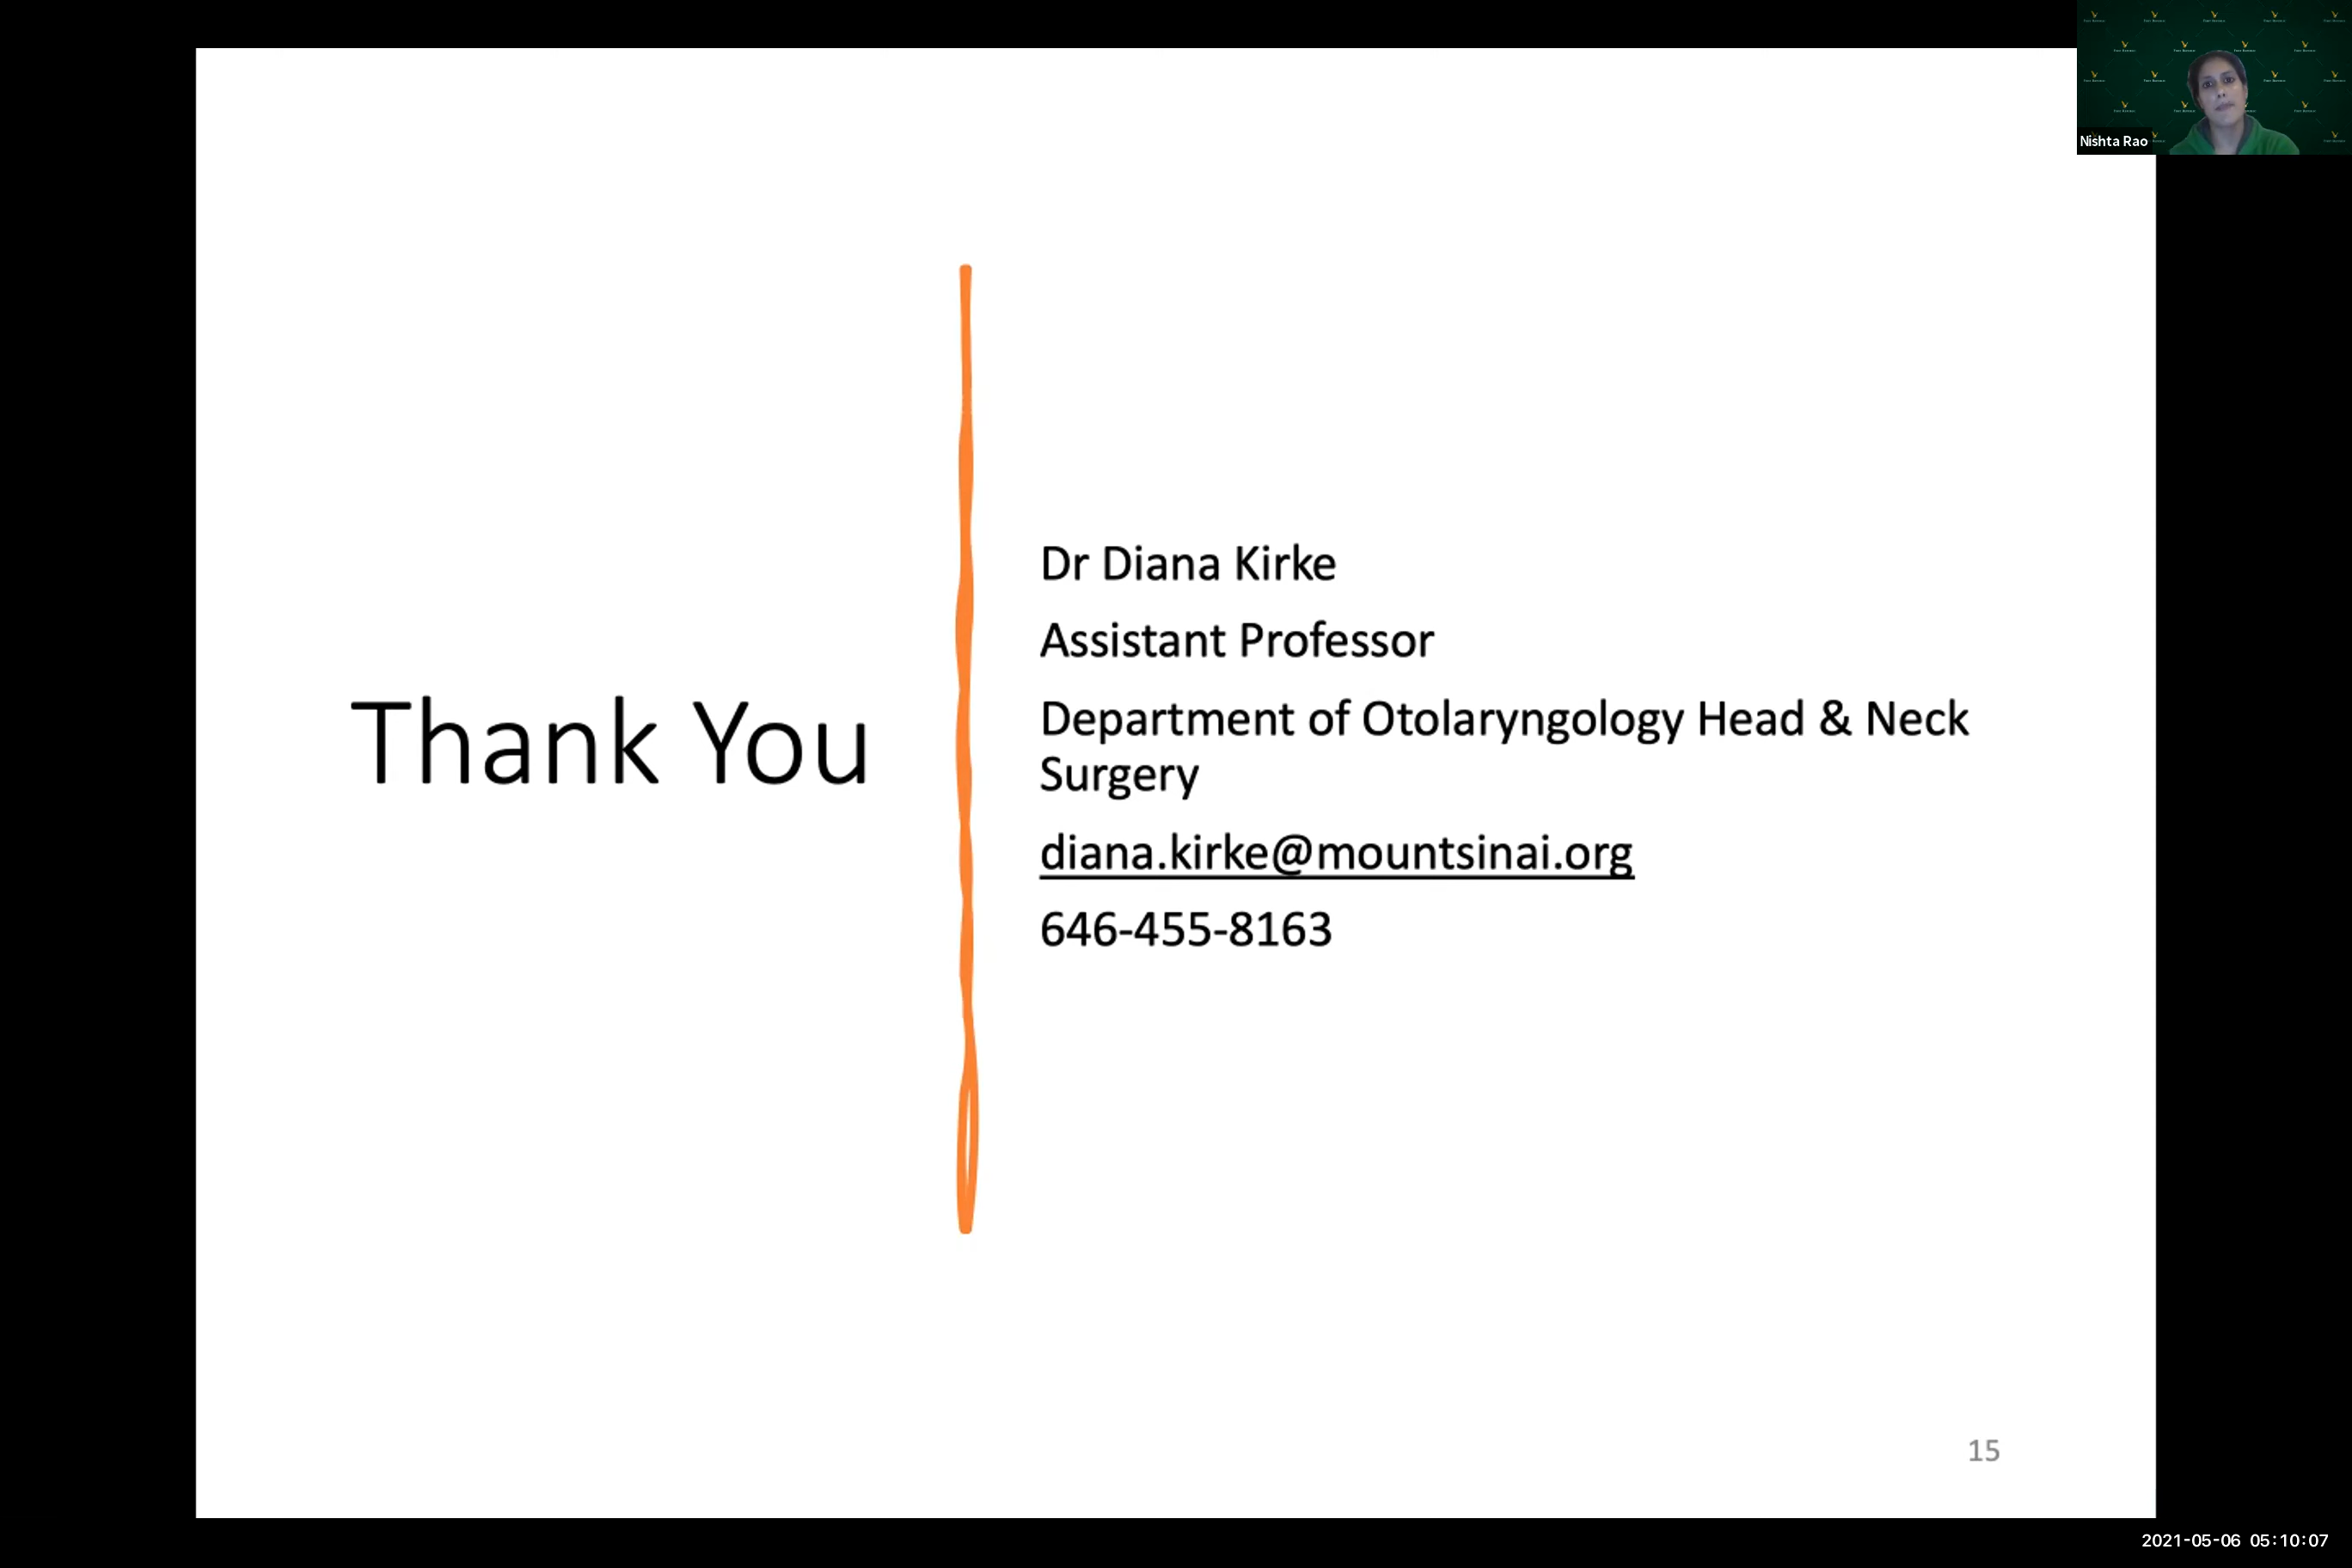 Nishta Rao
Thank You
Dr Diana Kirke
Assistant Professor
Department of Otolaryngology Head & Neck
Surgery
diana.kirke@mountsinai.org
646-455-8163
15
2021-05-06 05:10:07